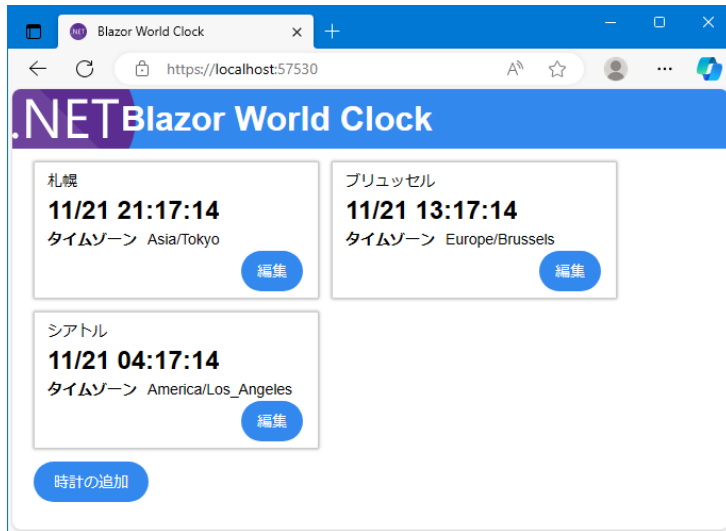 .NET Blazor World Clock
https://localhost:57530
.NET Blazor World Clock
札幌
11/21 21:17:14
タイムゾーン Asia/Tokyo
編集
ブリュッセル
11/21 13:17:14
タイムゾーン Europe/Brussels
編集
シアトル
11/21 04:17:14
タイムゾーン America/Los_Angeles
編集
時計の追加